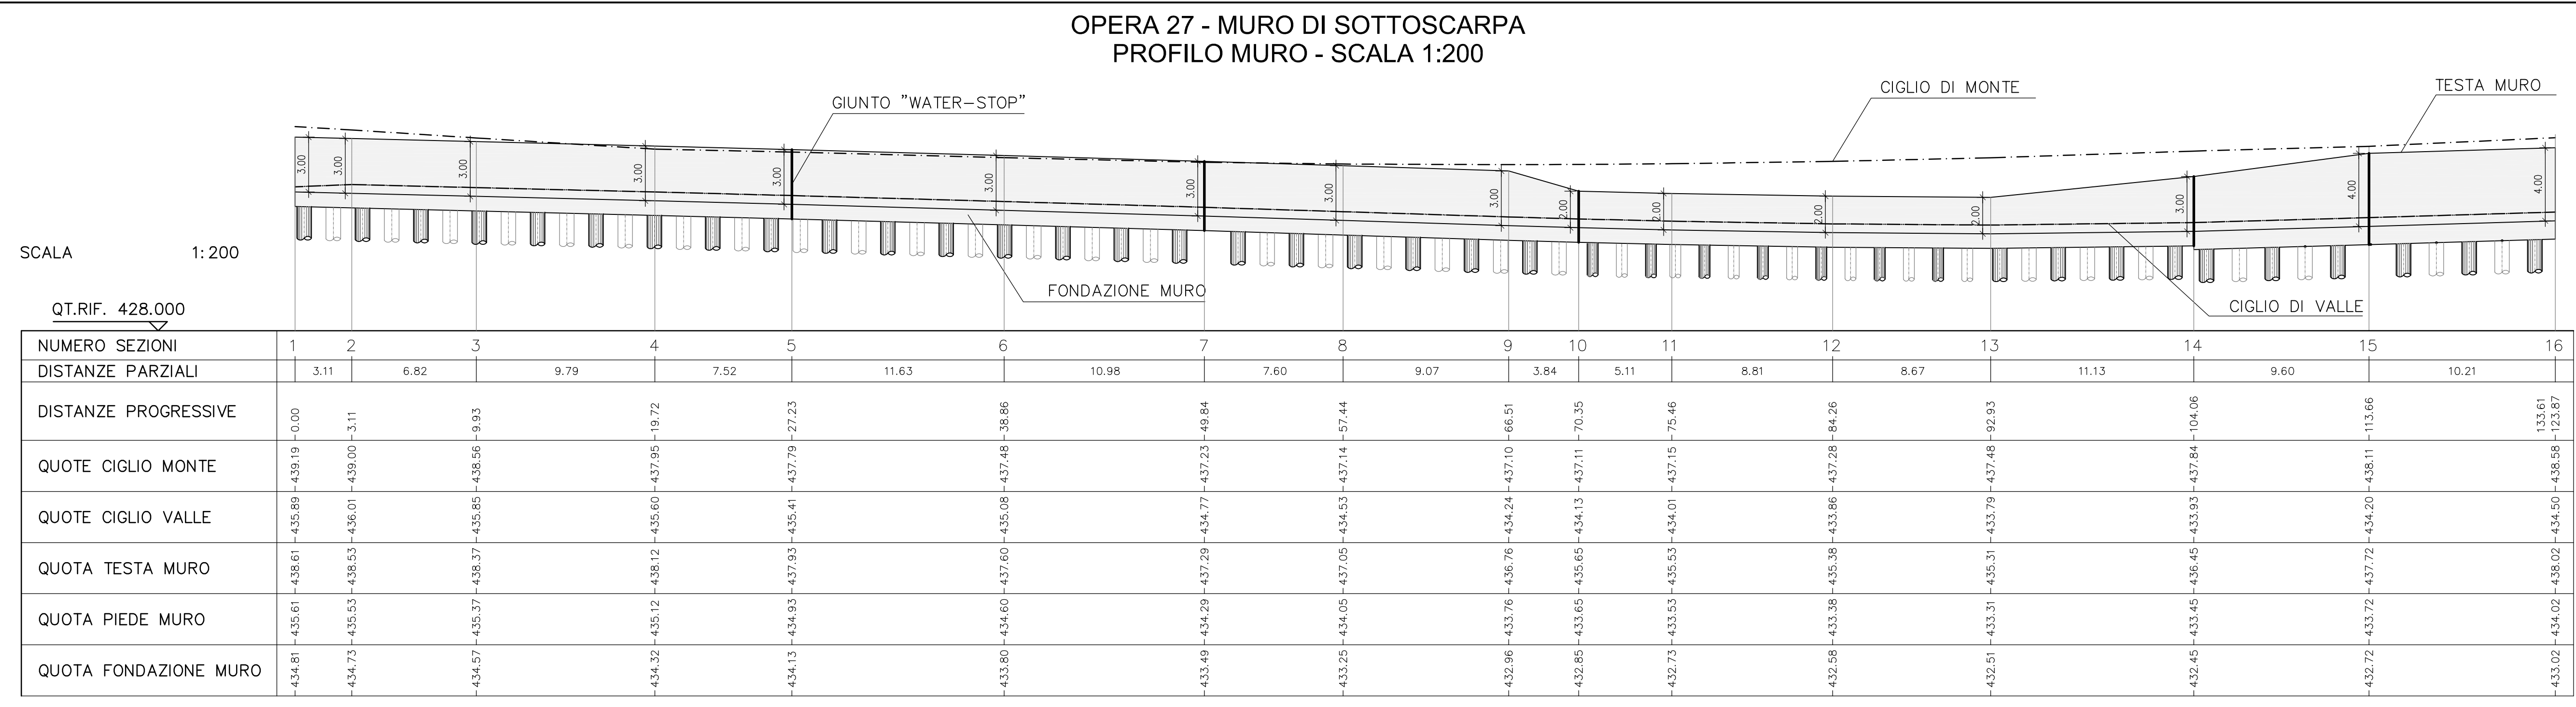 OPERA 27 - MURO DI SOTTOSCARPA
PROFILO MURO - SCALA 1:200
CIGLIO DI MONTE
TESTA MURO
GIUNTO "WATER-STOP"
3.00 3.00 3.00 3.00 3.00 3.00 3.00 3.00 3.00 2.00 2.00 2.00 2.00 3.00 4.00 4.00
SCALA 1:200
FONDAZIONE MURO
CIGLIO DI VALLE
QT.RIF. 428.000
NUMERO SEZIONI 1 2 3 4 5 6 7 8 9 10 11 12 13 14 15 16
DISTANZE PARZIALI 3.11 6.82 9.79 7.52 11.63 10.98 7.60 9.07 3.84 5.11 8.81 8.67 11.13 9.60 10.21
DISTANZE PROGRESSIVE 0.00 3.11 9.93 19.72 27.23 38.86 49.84 57.44 66.51 70.35 75.46 84.26 92.93 104.06 113.66 133.61 123.87
QUOTE CIGLIO MONTE 439.19 439.00 438.56 437.95 437.79 437.48 437.23 437.14 437.10 437.11 437.15 437.28 437.48 437.84 438.11 438.58
QUOTE CIGLIO VALLE 435.89 436.01 435.85 435.60 435.41 435.08 434.77 434.53 434.24 434.13 434.01 433.86 433.79 433.93 434.20 434.50
QUOTA TESTA MURO 438.61 438.53 438.37 438.12 437.93 437.60 437.29 437.05 436.76 435.65 435.53 435.38 435.31 436.45 437.72 438.02
QUOTA PIEDE MURO 435.61 435.53 435.37 435.12 434.93 434.60 434.29 434.05 433.76 433.65 433.53 433.38 433.31 433.45 433.72 434.02
QUOTA FONDAZIONE MURO 434.81 434.73 434.57 434.32 434.13 433.80 433.49 433.25 432.96 432.85 432.73 432.58 432.51 432.45 432.72 433.02